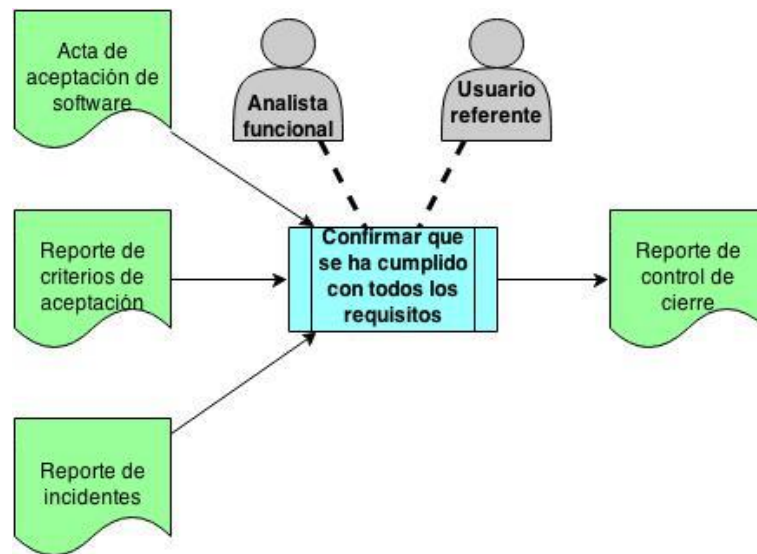 Acta de
aceptación de
software
Analista
funcional
Usuario
referente
Reporte de
criterios de
aceptación
Confirmar que
se ha cumplido
con todos los
requisitos
Reporte de
control de
cierre
Reporte de
incidentes